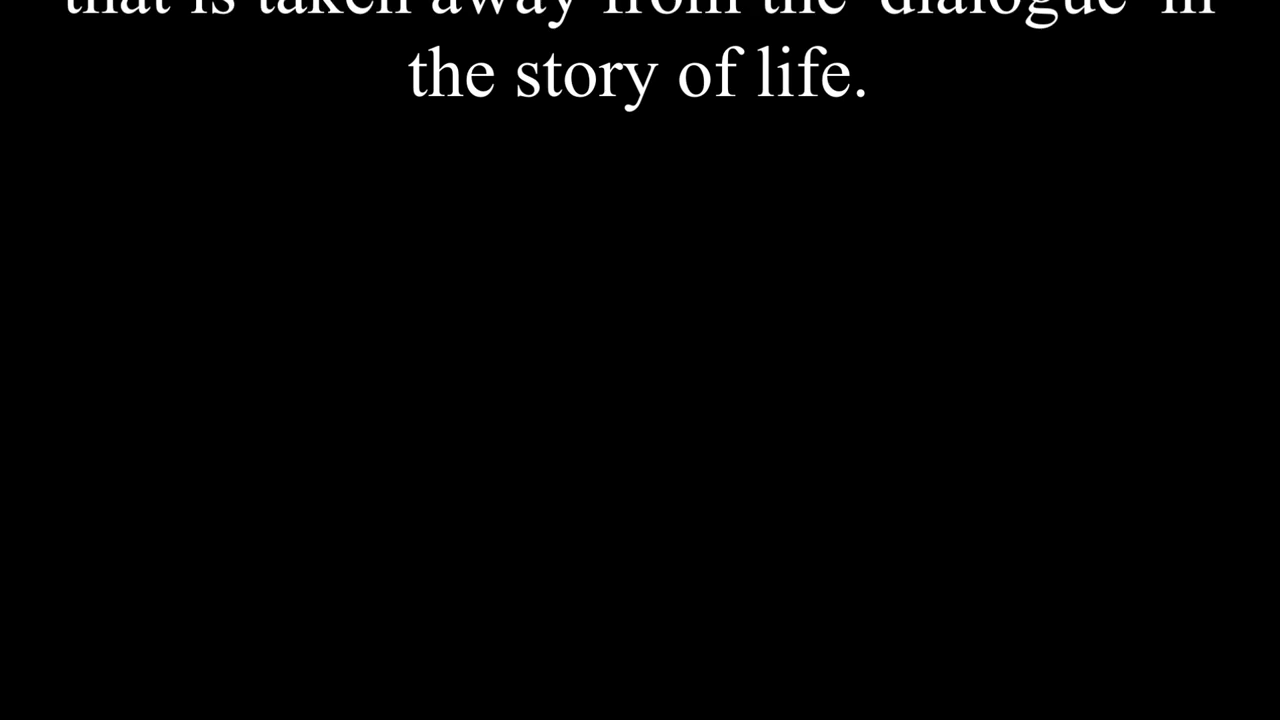 that is taken away from the 'dialogue' in
the story of life.